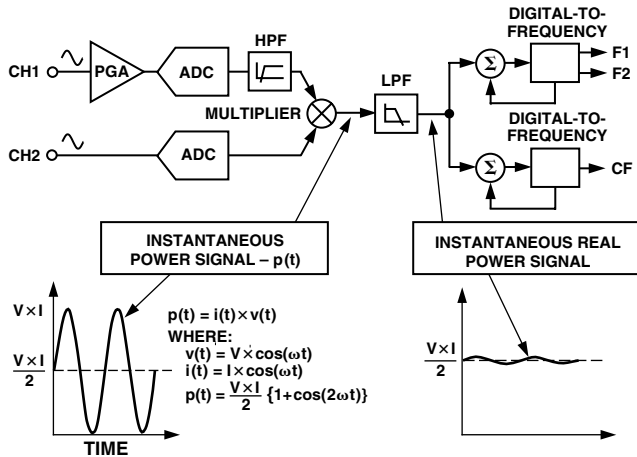 DIGITAL-TO-
FREQUENCY
HPF
F1
CH1
PGA
ADC
Σ
LPF
F2
MULTIPLIER
DIGITAL-TO-
FREQUENCY
CH2
ADC
Σ
CF
INSTANTANEOUS
POWER SIGNAL – p(t)
INSTANTANEOUS REAL
POWER SIGNAL
V × I
p(t) = i(t) × v(t)
WHERE:
v(t) = V × cos(ωt)
i(t) = I × cos(ωt)
p(t) = V × I / 2 {1+cos(2ωt)}
V × I
2
TIME
V × I
2